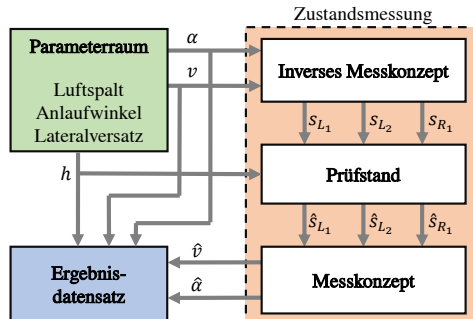 Zustandsmessung
Parameterraum
Luftspalt
Anlaufwinkel
Lateralversatz
α
v
Inverses Messkonzept
s_{L_1} s_{L_2} s_{R_1}
h
Prüfstand
ŝ_{L_1} ŝ_{L_2} ŝ_{R_1}
Ergebnis-
datensatz
v̂
α̂
Messkonzept